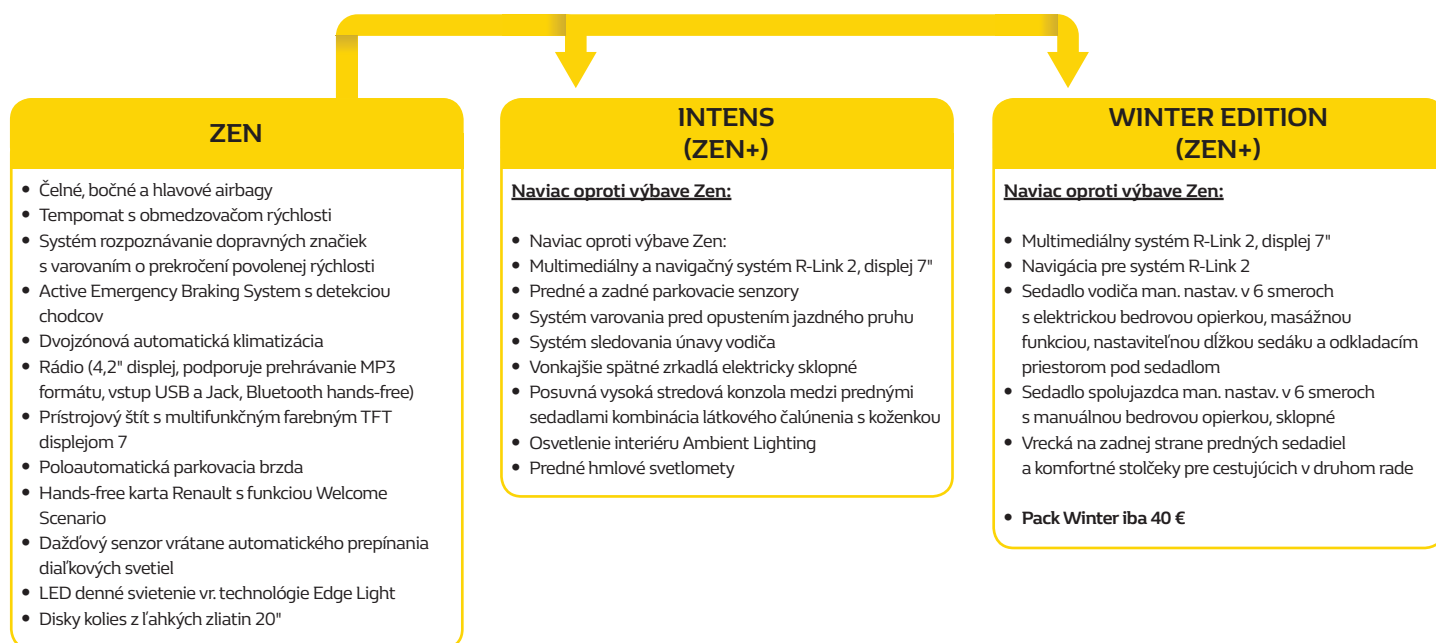 ZEN
• Čelné, bočné a hlavové airbagy
• Tempomat s obmedzovačom rýchlosti
• Systém rozpoznávanie dopravných značiek
s varovaním o prekročení povolenej rýchlosti
• Active Emergency Braking System s detekciou
chodcov
• Dvojzónová automatická klimatizácia
• Rádio (4,2" displej, podporuje prehrávanie MP3
formátu, vstup USB a Jack, Bluetooth hands-free)
• Prístrojový štít s multifunkčným farebným TFT
displejom 7
• Poloautomatická parkovacia brzda
• Hands-free karta Renault s funkciou Welcome
Scenario
• Dažďový senzor vrátane automatického prepínania
diaľkových svetiel
• LED denné svietenie vr. technológie Edge Light
• Disky kolies z ľahkých zliatin 20"
INTENS
(ZEN+)
Naviac oproti výbave Zen:
• Naviac oproti výbave Zen:
• Multimediálny a navigačný systém R-Link 2, displej 7"
• Predné a zadné parkovacie senzory
• Systém varovania pred opustením jazdného pruhu
• Systém sledovania únavy vodiča
• Vonkajšie spätné zrkadlá elektricky sklopné
• Posuvná vysoká stredová konzola medzi prednými
sedadlami kombinácia látkového čalúnenia s koženkou
• Osvetlenie interiéru Ambient Lighting
• Predné hmlové svetlomety
WINTER EDITION
(ZEN+)
Naviac oproti výbave Zen:
• Multimediálny systém R-Link 2, displej 7"
• Navigácia pre systém R-Link 2
• Sedadlo vodiča man. nastav. v 6 smeroch
s elektrickou bedrovou opierkou, masážnou
funkciou, nastaviteľnou dĺžkou sedáku a odkladacím
priestorom pod sedadlom
• Sedadlo spolujazdca man. nastav. v 6 smeroch
s manuálnou bedrovou opierkou, sklopné
• Vrecká na zadnej strane predných sedadiel
a komfortné stolčeky pre cestujúcich v druhom rade
• Pack Winter iba 40 €